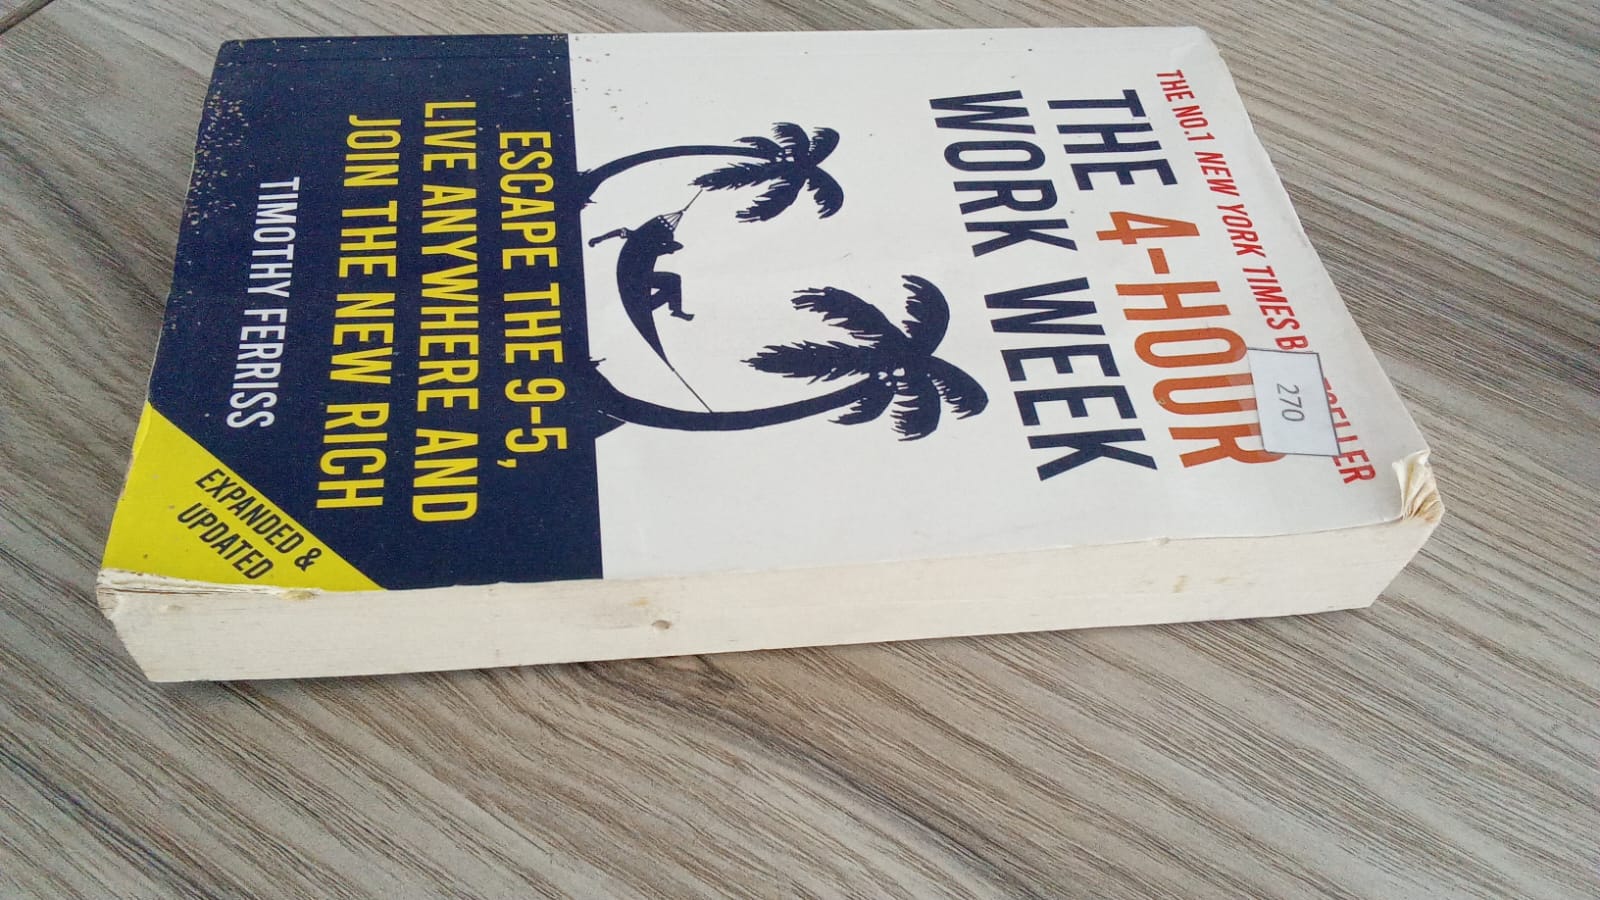 THE NO.1 NEW YORK TIMES B SELLER
THE 4-HOUR
WORK WEEK
270
ESCAPE THE 9-5,
LIVE ANYWHERE AND
JOIN THE NEW RICH
TIMOTHY FERRISS
EXPANDED &
UPDATED